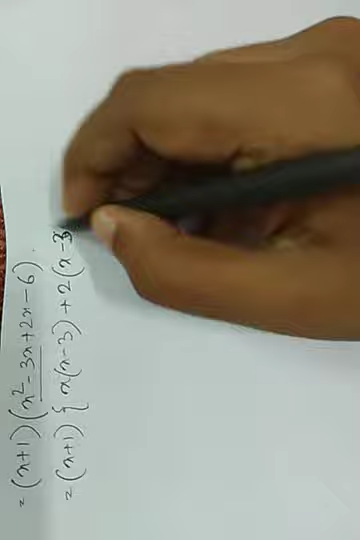 = (x+1) (x² - 3x + 2x - 6).
= (x+1) { x(x-3) + 2(x-3